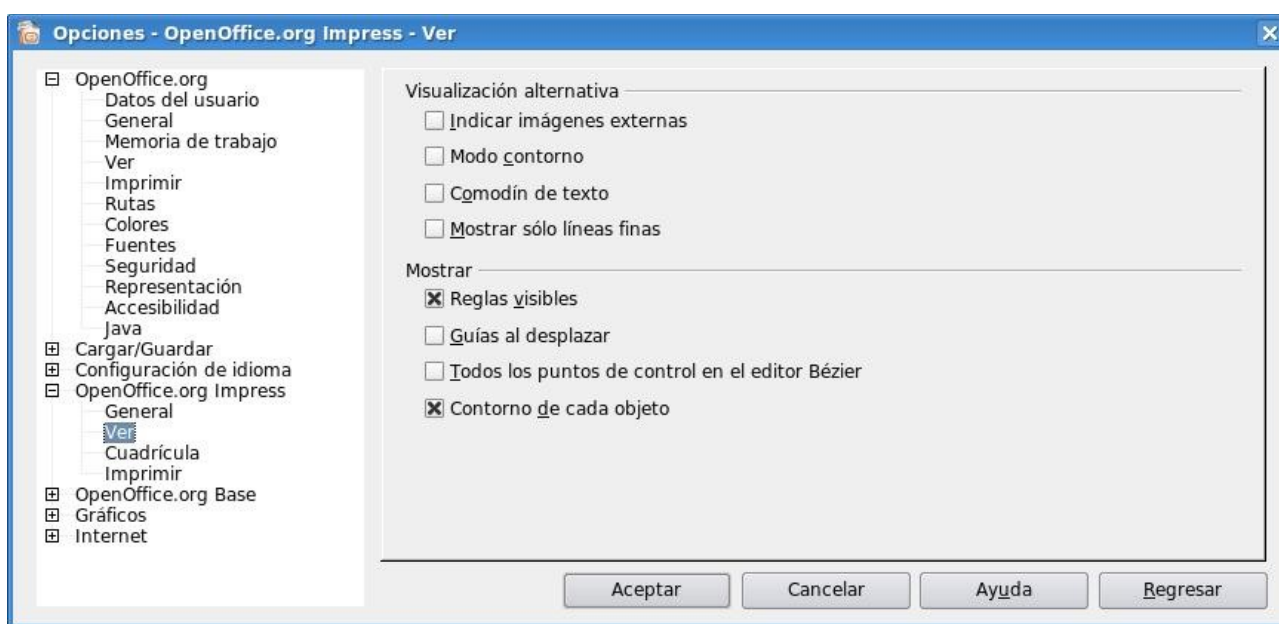 Opciones - OpenOffice.org Impress - Ver
OpenOffice.org
Datos del usuario
General
Memoria de trabajo
Ver
Imprimir
Rutas
Colores
Fuentes
Seguridad
Representación
Accesibilidad
Java
Cargar/Guardar
Configuración de idioma
OpenOffice.org Impress
General
Ver
Cuadrícula
Imprimir
OpenOffice.org Base
Gráficos
Internet
Visualización alternativa
Indicar imágenes externas
Modo contorno
Comodín de texto
Mostrar sólo líneas finas
Mostrar
Reglas visibles
Guías al desplazar
Todos los puntos de control en el editor Bézier
Contorno de cada objeto
Aceptar Cancelar Ayuda Regresar